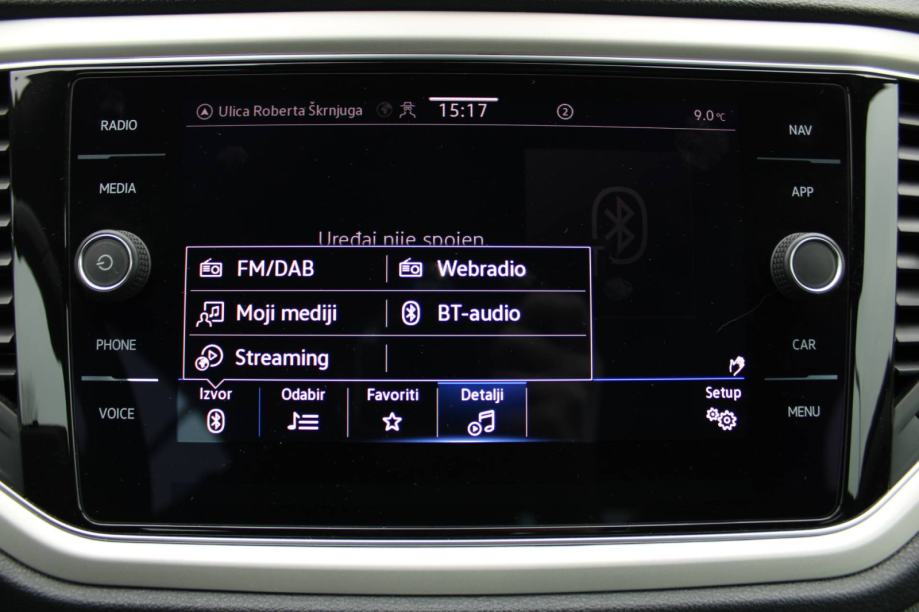 RADIO
MEDIA
PHONE
VOICE
Ulica Roberta Škrnjuga 15:17 2 9.0°C
Uređaj nije spojen
FM/DAB Webradio
Moji mediji BT-audio
Streaming
Izvor Odabir Favoriti Detalji Setup
NAV
APP
CAR
MENU